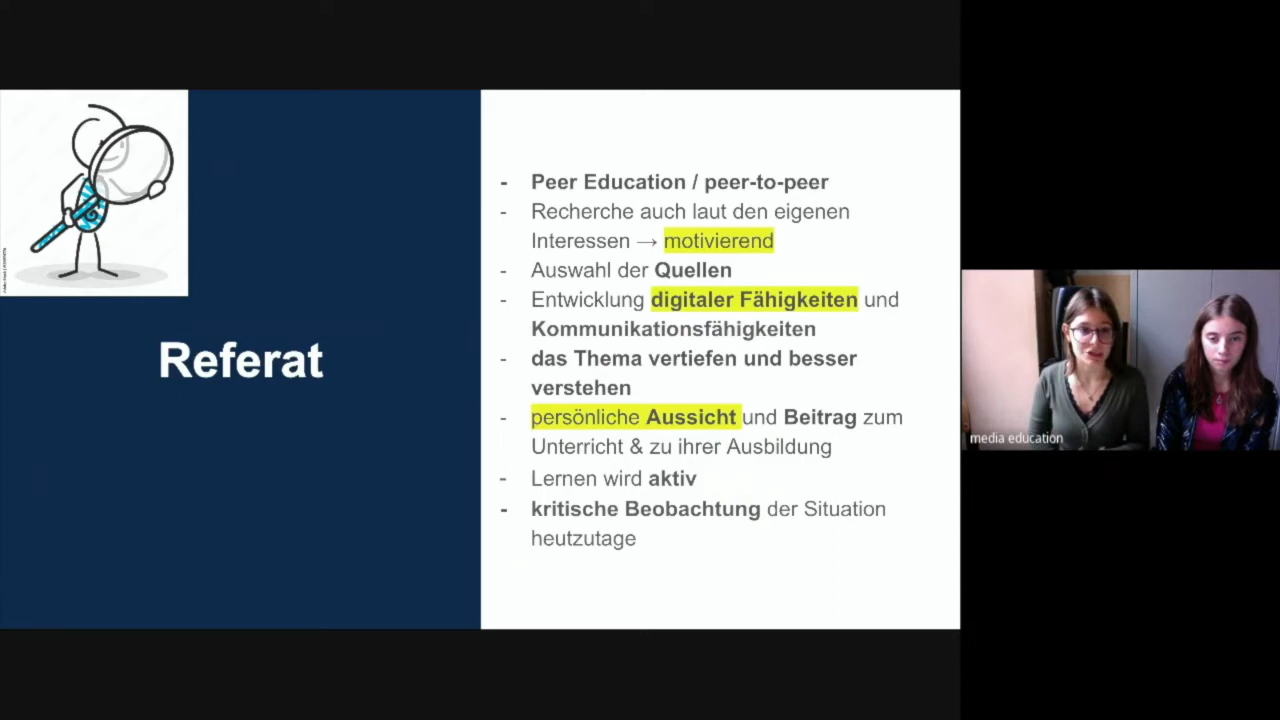 Referat
- Peer Education / peer-to-peer
- Recherche auch laut den eigenen
Interessen → motivierend
- Auswahl der Quellen
- Entwicklung digitaler Fähigkeiten und
Kommunikationsfähigkeiten
- das Thema vertiefen und besser
verstehen
- persönliche Aussicht und Beitrag zum
Unterricht & zu ihrer Ausbildung
- Lernen wird aktiv
- kritische Beobachtung der Situation
heutzutage
media education